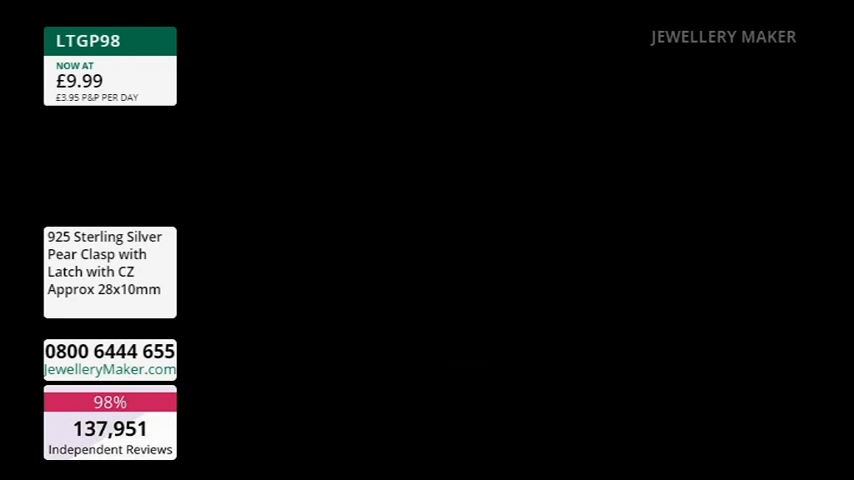 LTGP98
NOW AT
£9.99
£3.95 P&P PER DAY
JEWELLERY MAKER
925 Sterling Silver
Pear Clasp with
Latch with CZ
Approx 28x10mm
0800 6444 655
JewelleryMaker.com
98%
137,951
Independent Reviews